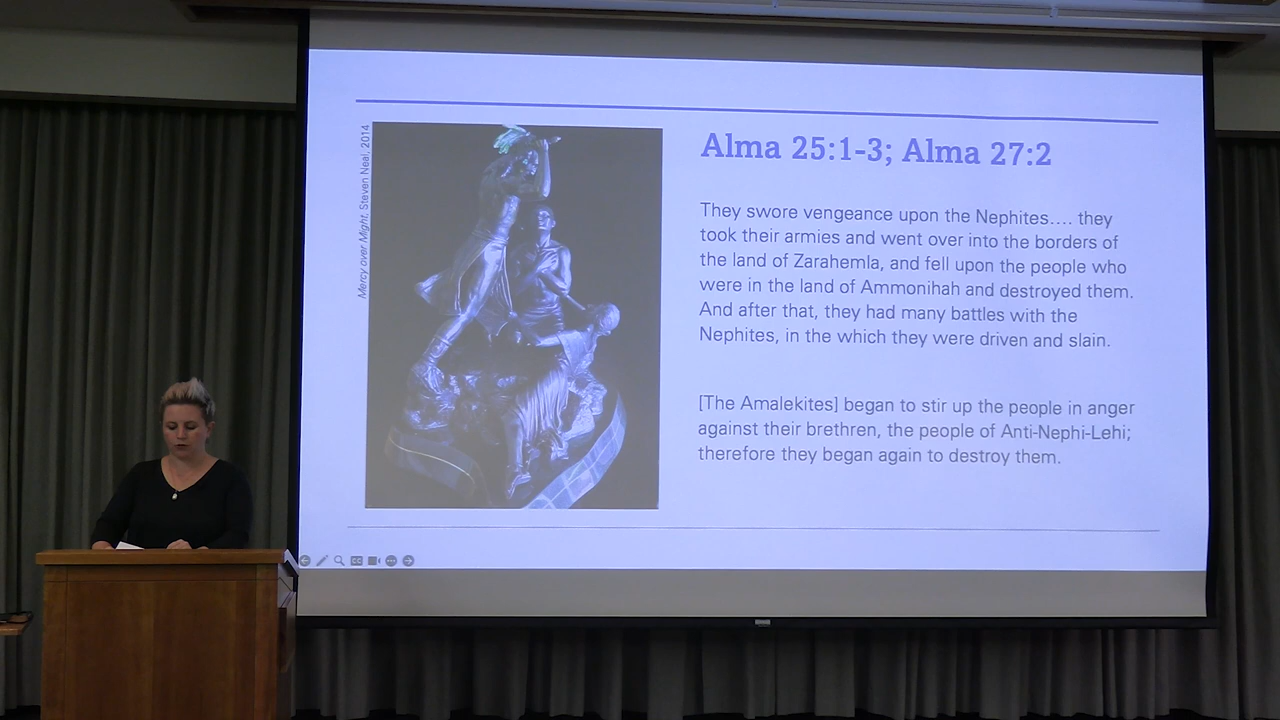 Mercy over Might, Steven Neal, 2014
Alma 25:1-3; Alma 27:2
They swore vengeance upon the Nephites.... they
took their armies and went over into the borders of
the land of Zarahemla, and fell upon the people who
were in the land of Ammonihah and destroyed them.
And after that, they had many battles with the
Nephites, in the which they were driven and slain.
[The Amalekites] began to stir up the people in anger
against their brethren, the people of Anti-Nephi-Lehi;
therefore they began again to destroy them.